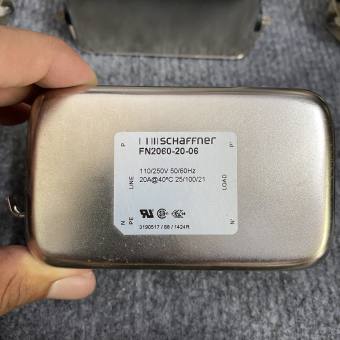 SCHAFFNER
FN2060-20-06
110/250V 50/60Hz
20A@40°C 25/100/21
P
P'
LINE
LOAD
N
PE
N'
3190517 / 88 / 1424R